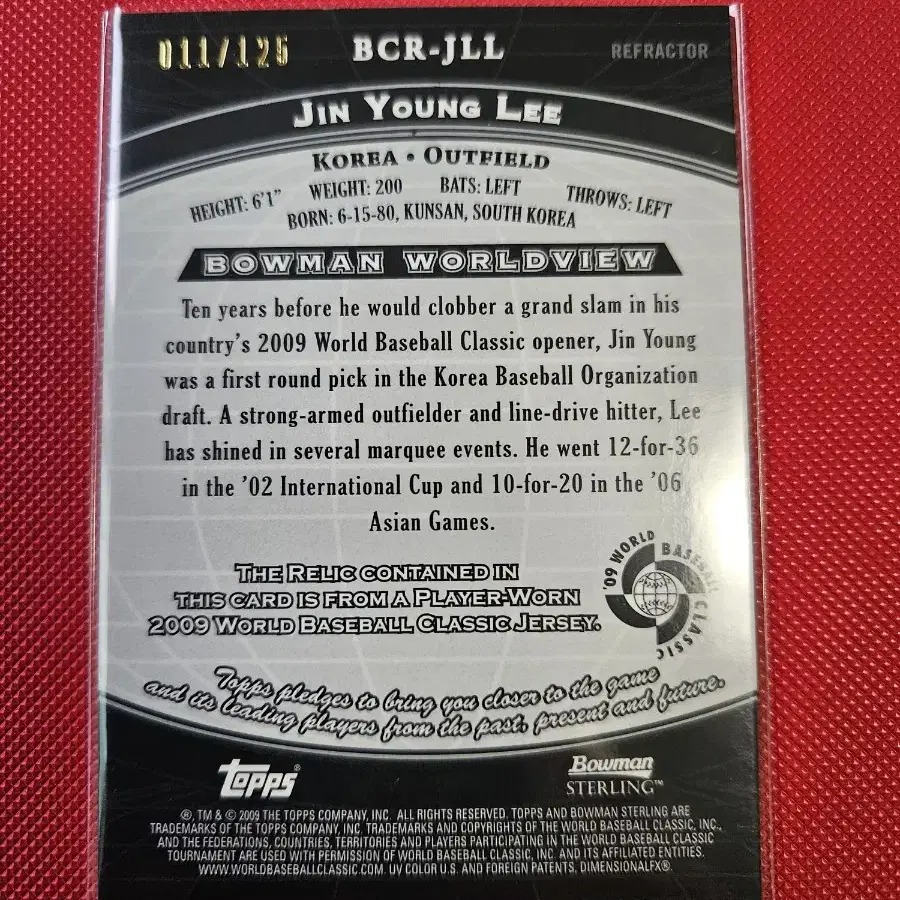 011/125
BCR-JLL
REFRACTOR
JIN YOUNG LEE
KOREA • OUTFIELD
HEIGHT: 6'1" WEIGHT: 200 BATS: LEFT THROWS: LEFT
BORN: 6-15-80, KUNSAN, SOUTH KOREA
BOWMAN WORLDVIEW
Ten years before he would clobber a grand slam in his
country's 2009 World Baseball Classic opener, Jin Young
was a first round pick in the Korea Baseball Organization
draft. A strong-armed outfielder and line-drive hitter, Lee
has shined in several marquee events. He went 12-for-36
in the '02 International Cup and 10-for-20 in the '06
Asian Games.
'09 WORLD BASEBALL CLASSIC
THE RELIC CONTAINED IN
THIS CARD IS FROM A PLAYER-WORN
2009 WORLD BASEBALL CLASSIC JERSEY.
Topps pledges to bring you closer to the game
and its leading players from the past, present and future.
Topps®
Bowman
STERLING™
®, TM & © 2009 THE TOPPS COMPANY, INC. ALL RIGHTS RESERVED. TOPPS AND BOWMAN STERLING ARE
TRADEMARKS OF THE TOPPS COMPANY, INC. TRADEMARKS AND COPYRIGHTS OF THE WORLD BASEBALL CLASSIC, INC.,
AND THE FEDERATIONS, COUNTRIES, TERRITORIES AND PLAYERS PARTICIPATING IN THE WORLD BASEBALL CLASSIC
TOURNAMENT ARE USED WITH PERMISSION OF WORLD BASEBALL CLASSIC, INC. AND ITS AFFILIATED ENTITIES.
WWW.WORLDBASEBALLCLASSIC.COM. UV COLOR U.S. AND FOREIGN PATENTS, DIMENSIONALFX®.